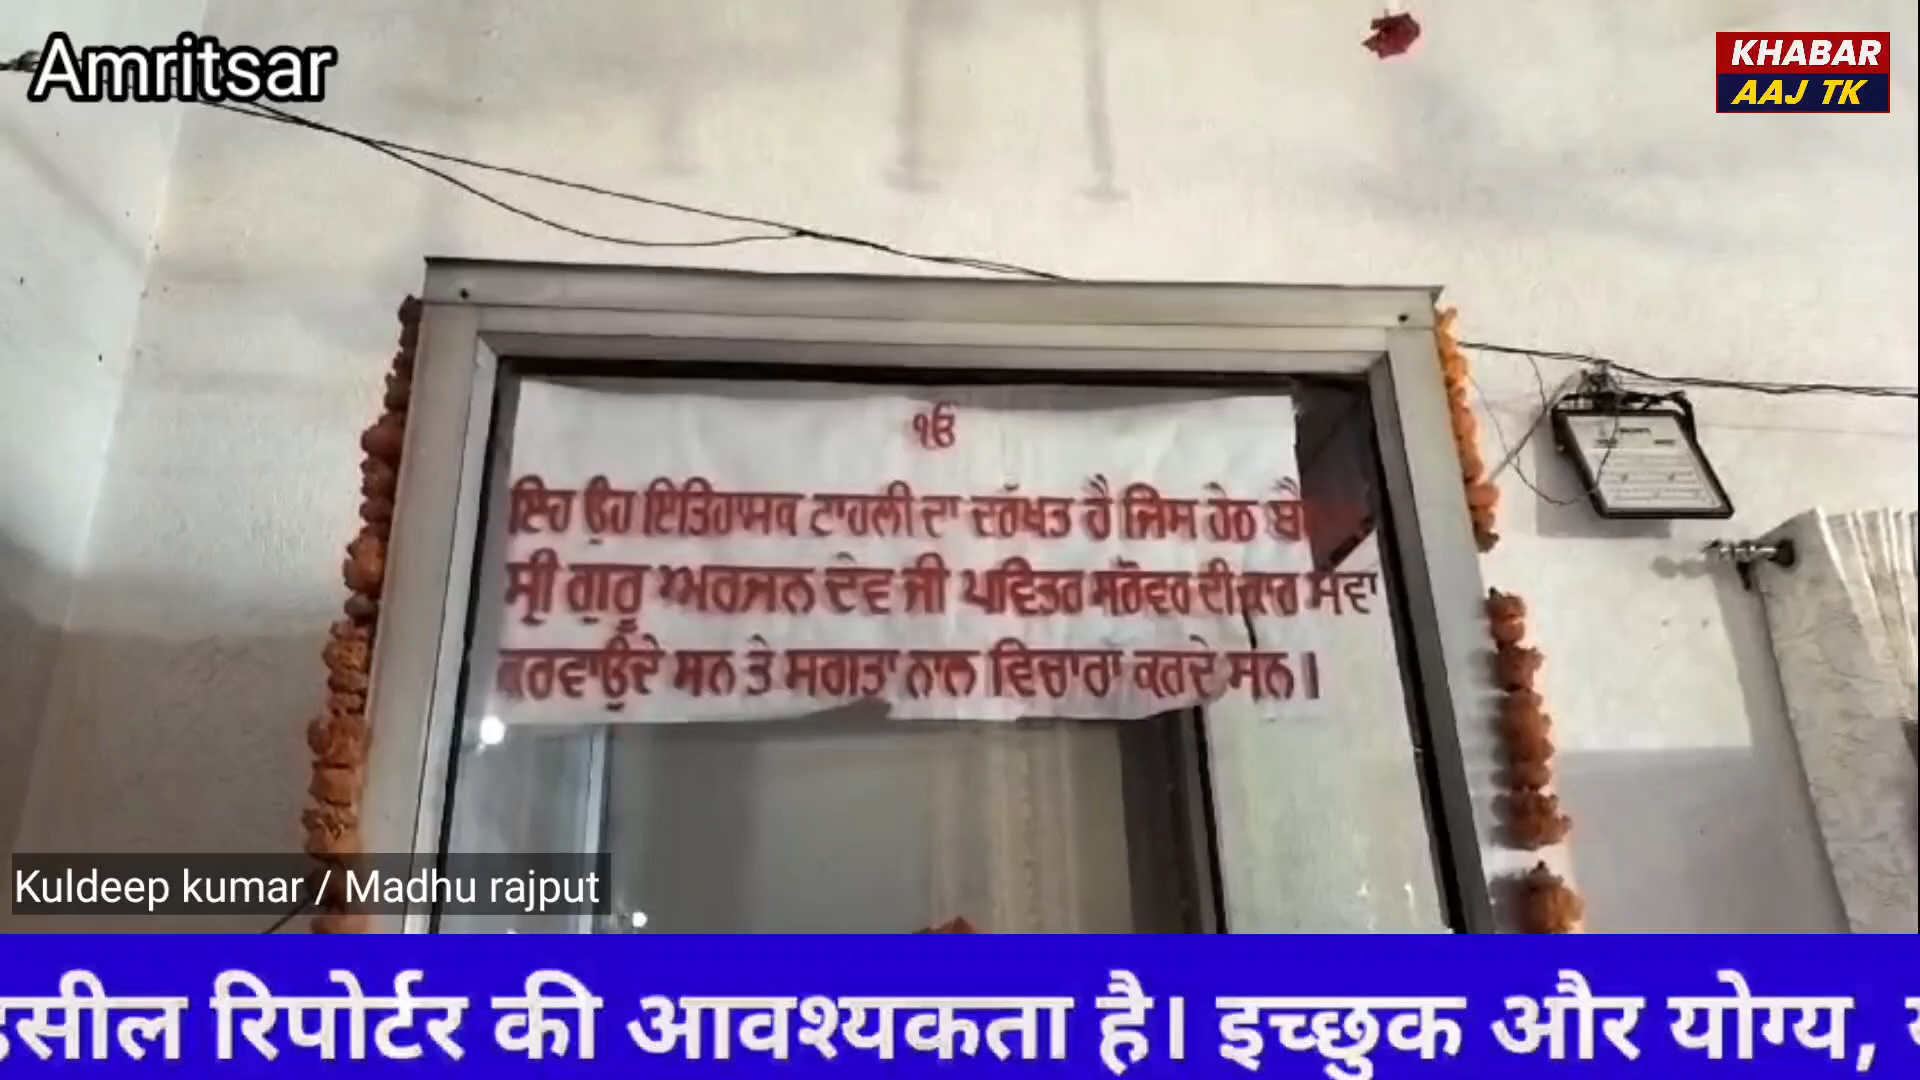 Amritsar
KHABAR
AAJ TK
ੴ
ਇਹ ਉਹ ਇਤਿਹਾਸਕ ਟਾਹਲੀ ਦਾ ਦਰੱਖਤ ਹੈ ਜਿਸ ਹੇਠ
ਸ੍ਰੀ ਗੁਰੂ ਅਰਜਨ ਦੇਵ ਜੀ ਪਵਿਤਰ ਸਰੋਵਰ ਦੀ ਕਾਰ ਸੇਵਾ
ਕਰਵਾਉਂਦੇ ਸਨ ਤੇ ਸਗਤਾਂ ਨਾਲ ਵਿਚਾਰਾਂ ਕਰਦੇ ਸਨ।
Kuldeep kumar / Madhu rajput
रिपोर्टर की आवश्यकता है। इच्छुक और योग्य,